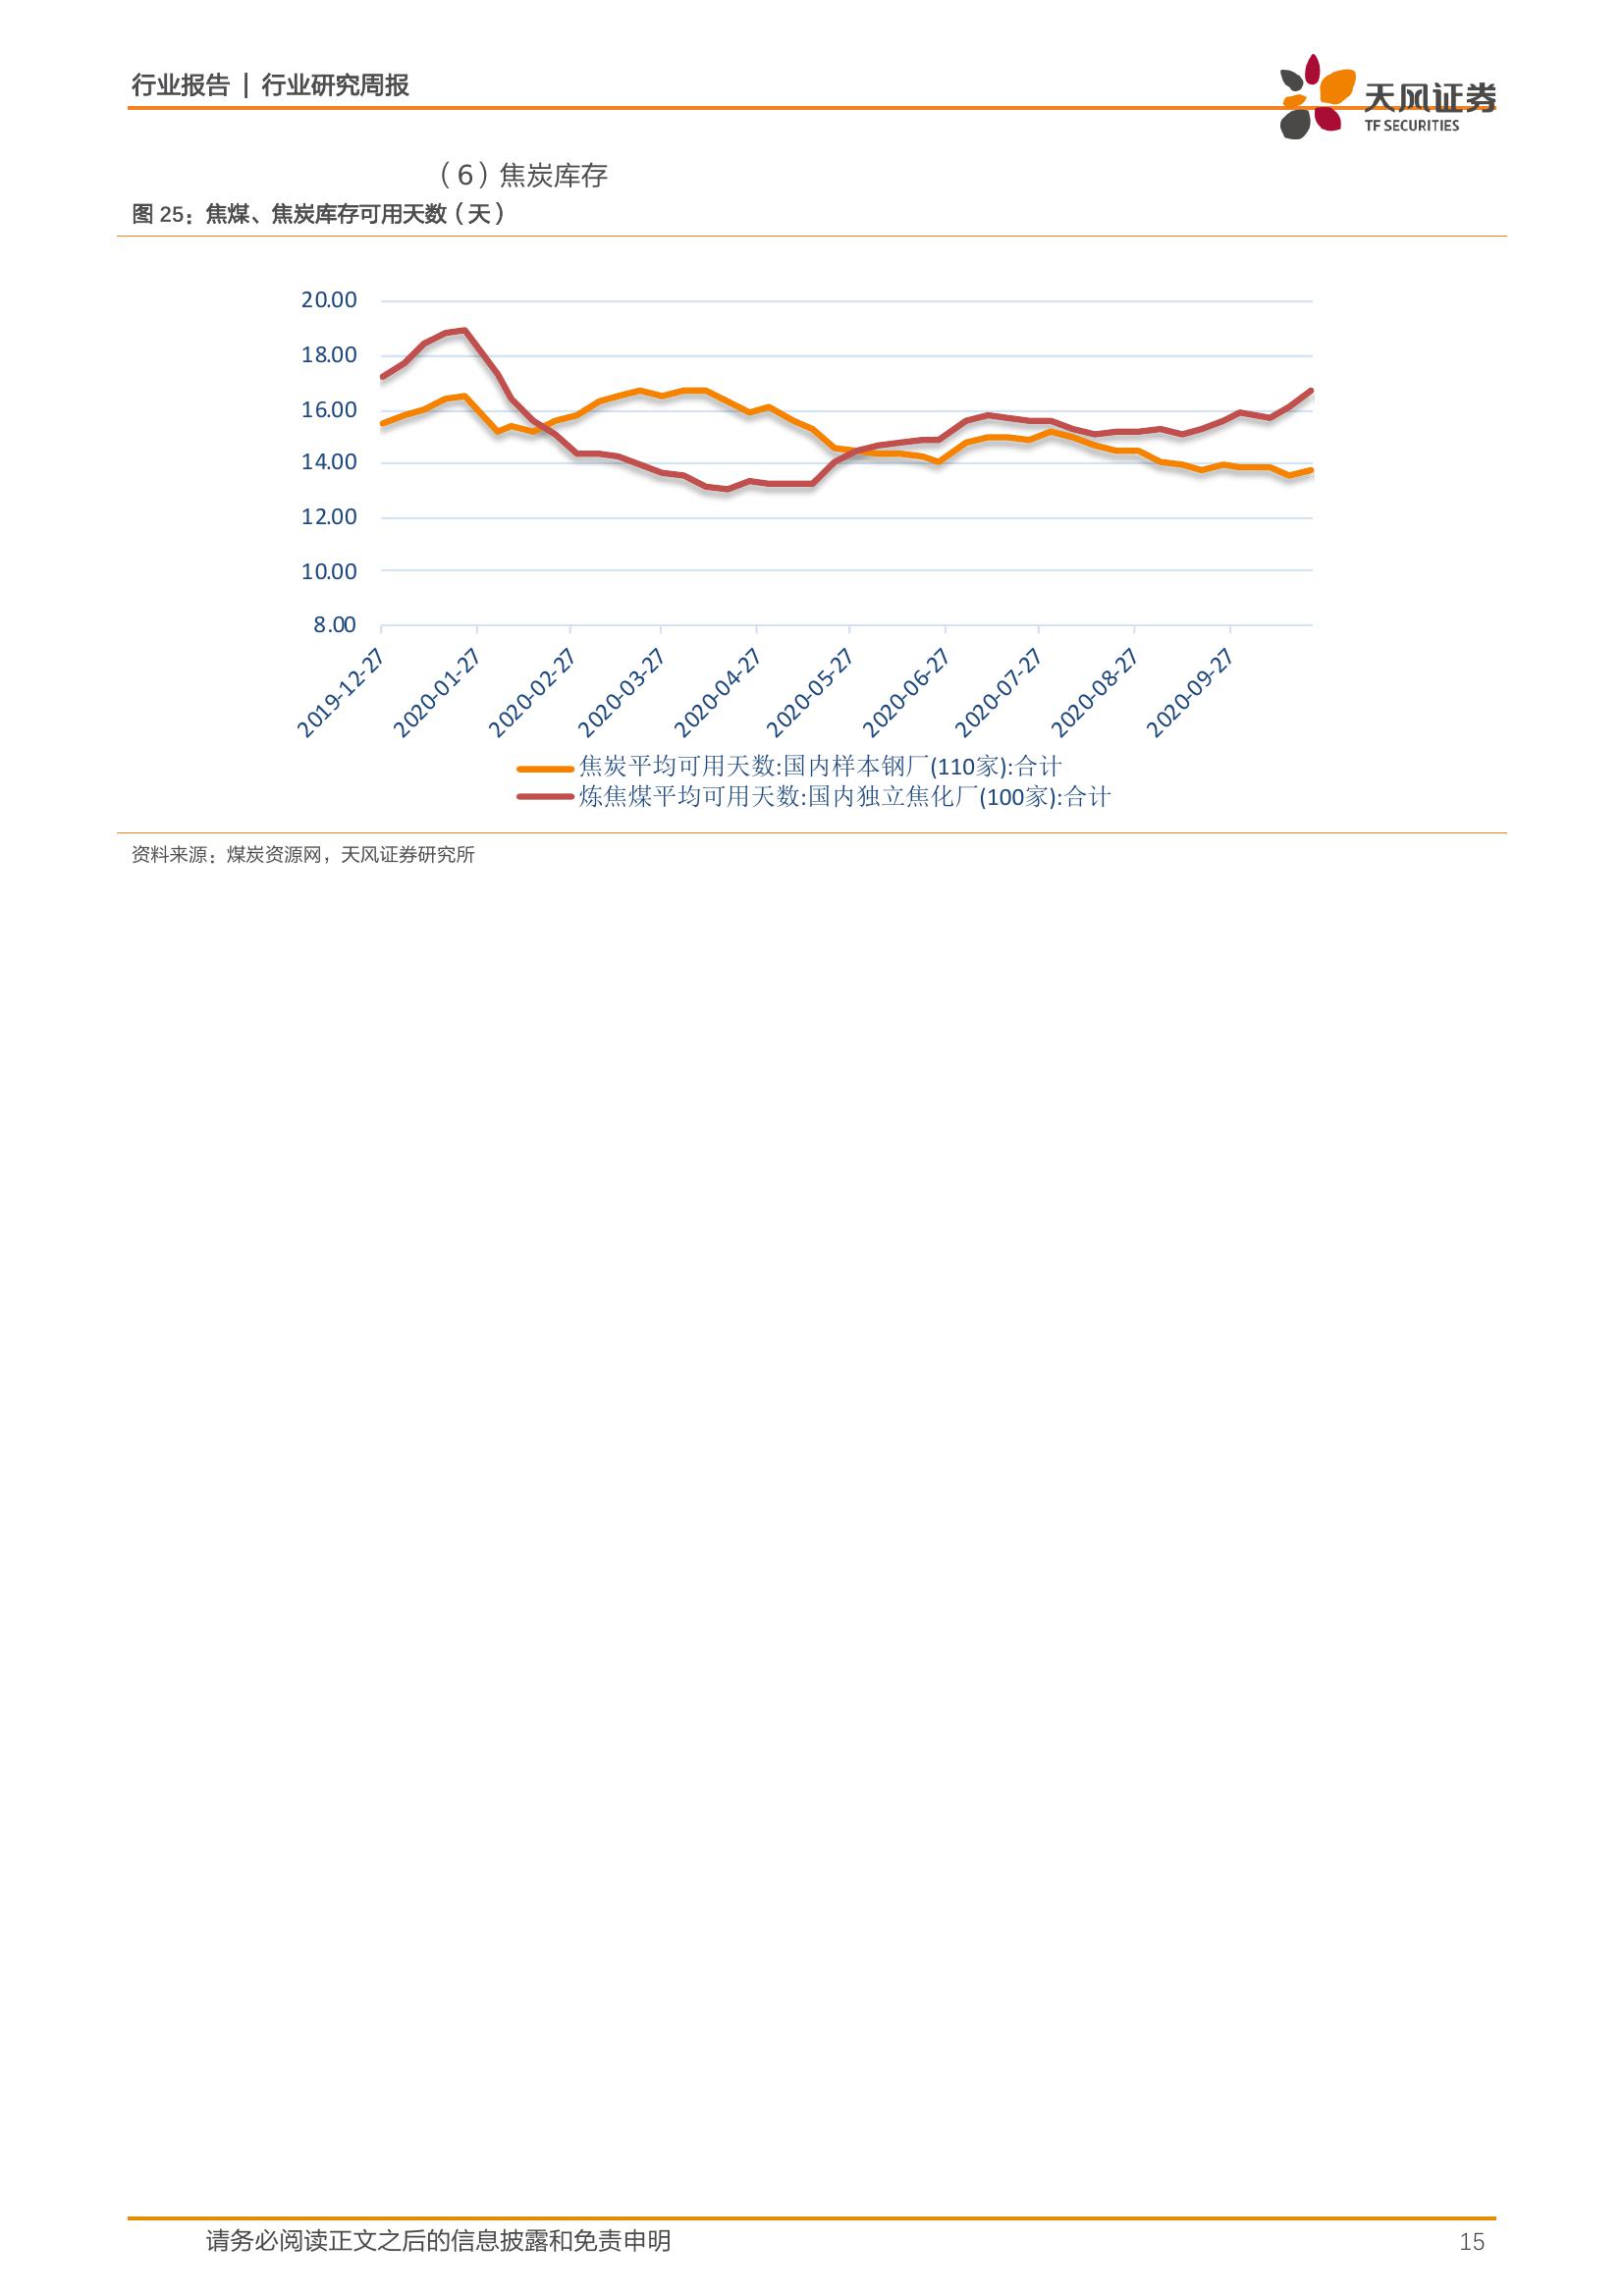 行业报告 | 行业研究周报
天风证券
TF SECURITIES
（6）焦炭库存
图 25：焦煤、焦炭库存可用天数（天）
20.00
18.00
16.00
14.00
12.00
10.00
8.00
2019-12-27
2020-01-27
2020-02-27
2020-03-27
2020-04-27
2020-05-27
2020-06-27
2020-07-27
2020-08-27
2020-09-27
焦炭平均可用天数:国内样本钢厂(110家):合计
炼焦煤平均可用天数:国内独立焦化厂(100家):合计
资料来源：煤炭资源网，天风证券研究所
请务必阅读正文之后的信息披露和免责申明
15